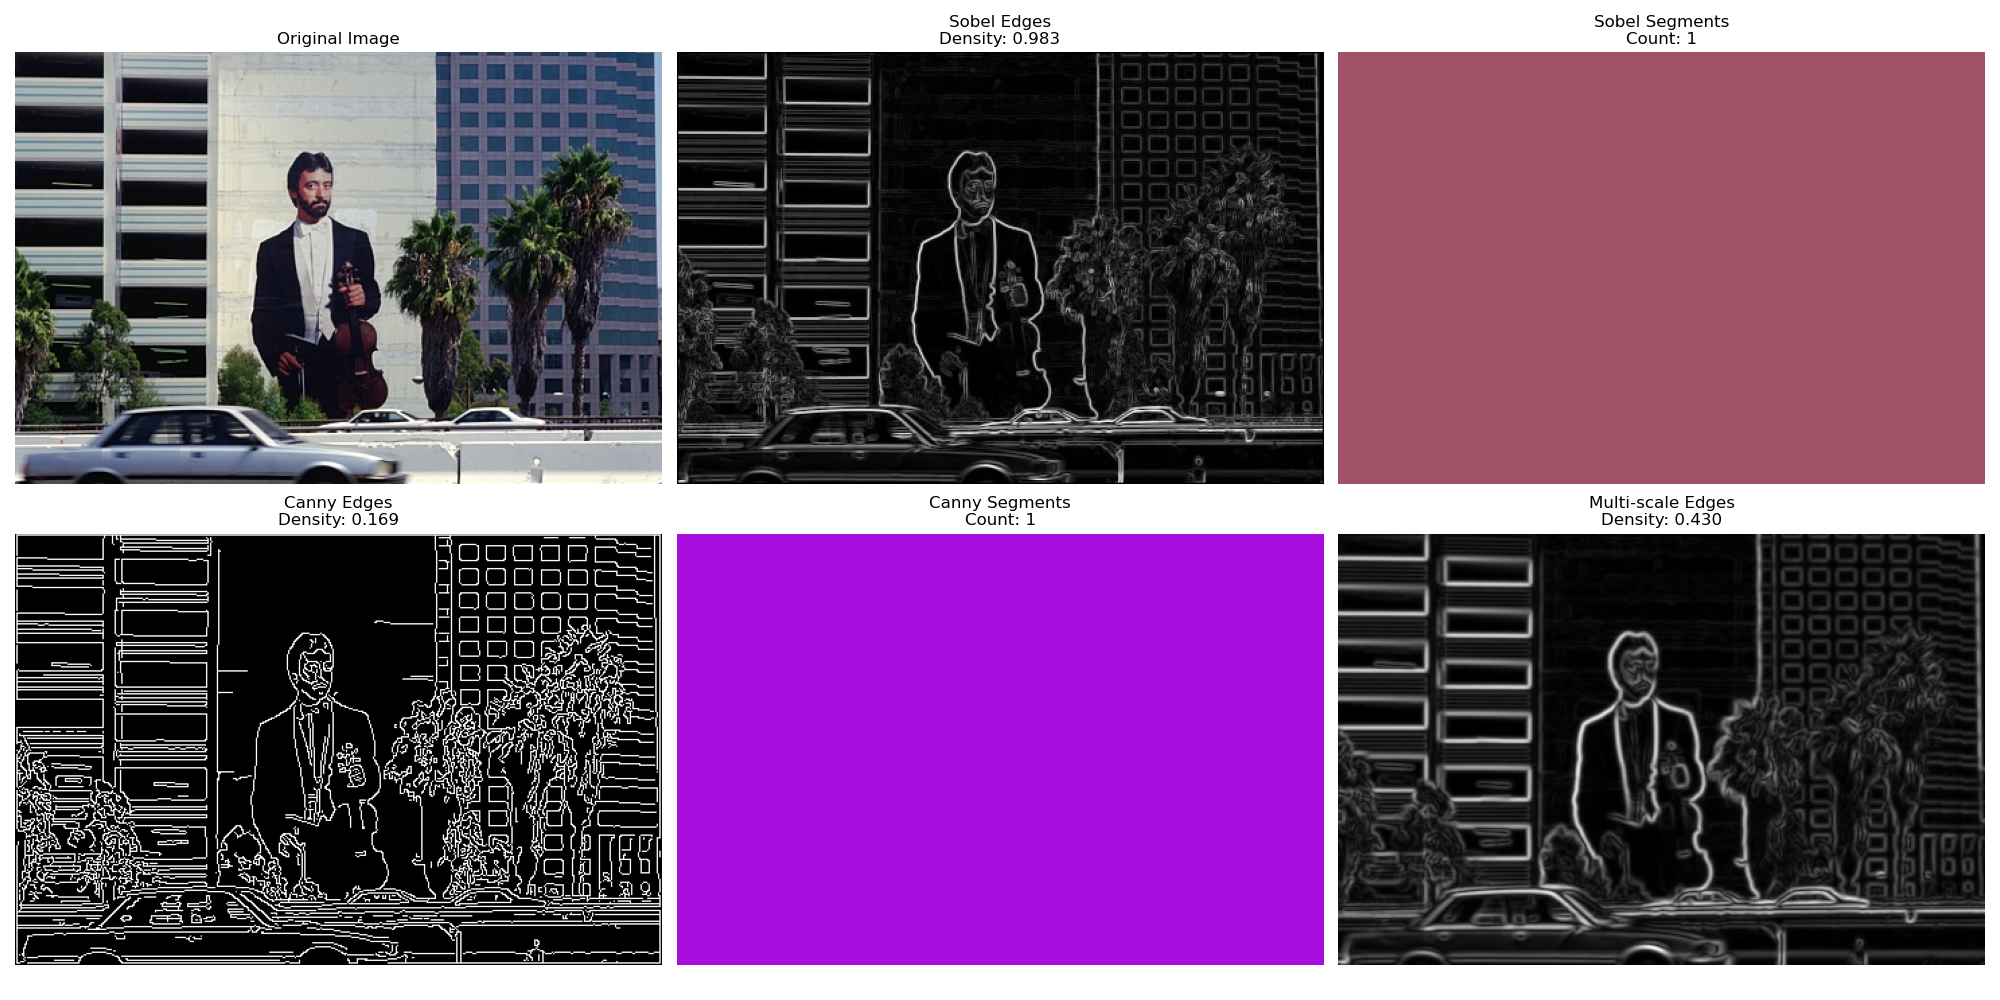 Original Image
Sobel Edges
Density: 0.983
Sobel Segments
Count: 1
Canny Edges
Density: 0.169
Canny Segments
Count: 1
Multi-scale Edges
Density: 0.430